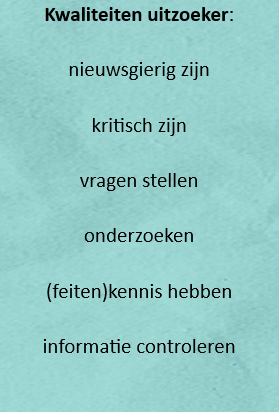 Kwaliteiten uitzoeker:
nieuwsgierig zijn
kritisch zijn
vragen stellen
onderzoeken
(feiten)kennis hebben
informatie controleren